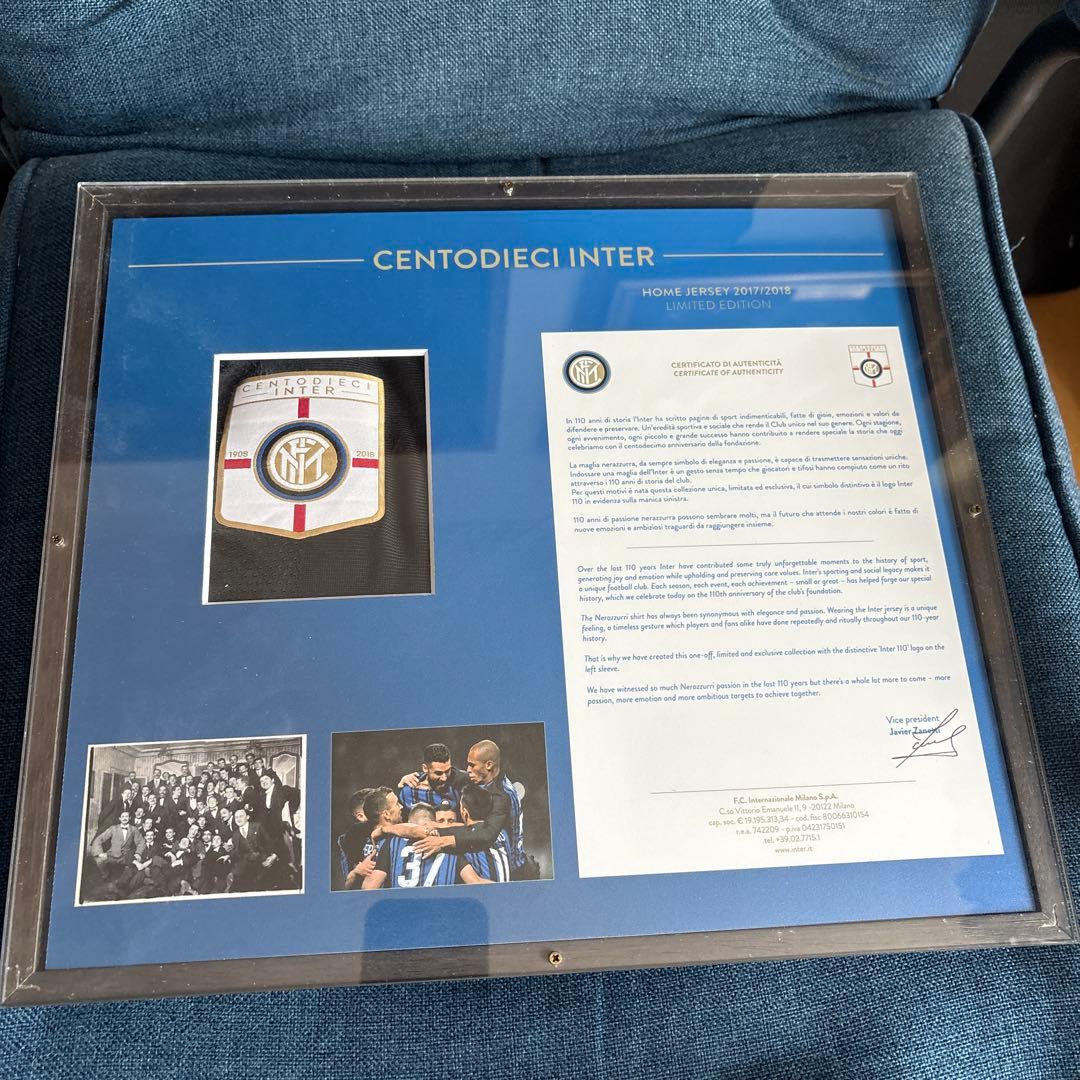 CENTODIECI INTER
HOME JERSEY 2017/2018
LIMITED EDITION
CENTODIECI
INTER
1908
2018
CERTIFICATO DI AUTENTICITÀ
CERTIFICATE OF AUTHENTICITY
In 110 anni di storia l'Inter ha scritto pagine di sport indimenticabili, fatte di gioie, emozioni e valori da
difendere e preservare. Un'eredità sportiva e sociale che rende il Club unico nel suo genere. Ogni stagione,
ogni avvenimento, ogni piccolo e grande successo hanno contribuito a rendere speciale la storia che oggi
celebriamo con il centodecimo anniversario della fondazione.
La maglia nerazzurra, da sempre simbolo di eleganza e passione, è capace di trasmettere sensazioni uniche.
Indossare una maglia dell'Inter è un gesto senza tempo che giocatori e tifosi hanno compiuto come un rito
attraverso i 110 anni di storia del club.
Per questi motivi è nata questa collezione unica, limitata ed esclusiva, il cui simbolo distintivo è il logo Inter
110 in evidenza sulla manica sinistra.
110 anni di passione nerazzurra possono sembrare molti, ma il futuro che attende i nostri colori è fatto di
nuove emozioni e ambiziosi traguardi da raggiungere insieme.
Over the last 110 years Inter have contributed some truly unforgettable moments to the history of sport,
generating joy and emotion while upholding and preserving core values. Inter's sporting and social legacy makes it
a unique football club. Each season, each event, each achievement – small or great – has helped forge our special
history, which we celebrate today on the 110th anniversary of the club's foundation.
The Nerazzurri shirt has always been synonymous with elegance and passion. Wearing the Inter jersey is a unique
feeling, a timeless gesture which players and fans alike have done repeatedly and ritually throughout our 110-year
history.
That is why we have created this one-off, limited and exclusive collection with the distinctive 'Inter 110' logo on the
left sleeve.
We have witnessed so much Nerazzurri passion in the last 110 years but there's a whole lot more to come – more
passion, more emotion and more ambitious targets to achieve together.
Vice president
Javier Zanetti
F.C. Internazionale Milano S.p.A.
C.so Vittorio Emanuele II, 9 -20122 Milano
cap. soc. € 19.195.313,34 - cod. fisc 80066310154
r.e.a. 742209 - p.iva 04231750151
tel. +39.02.7715.1
www.inter.it
37